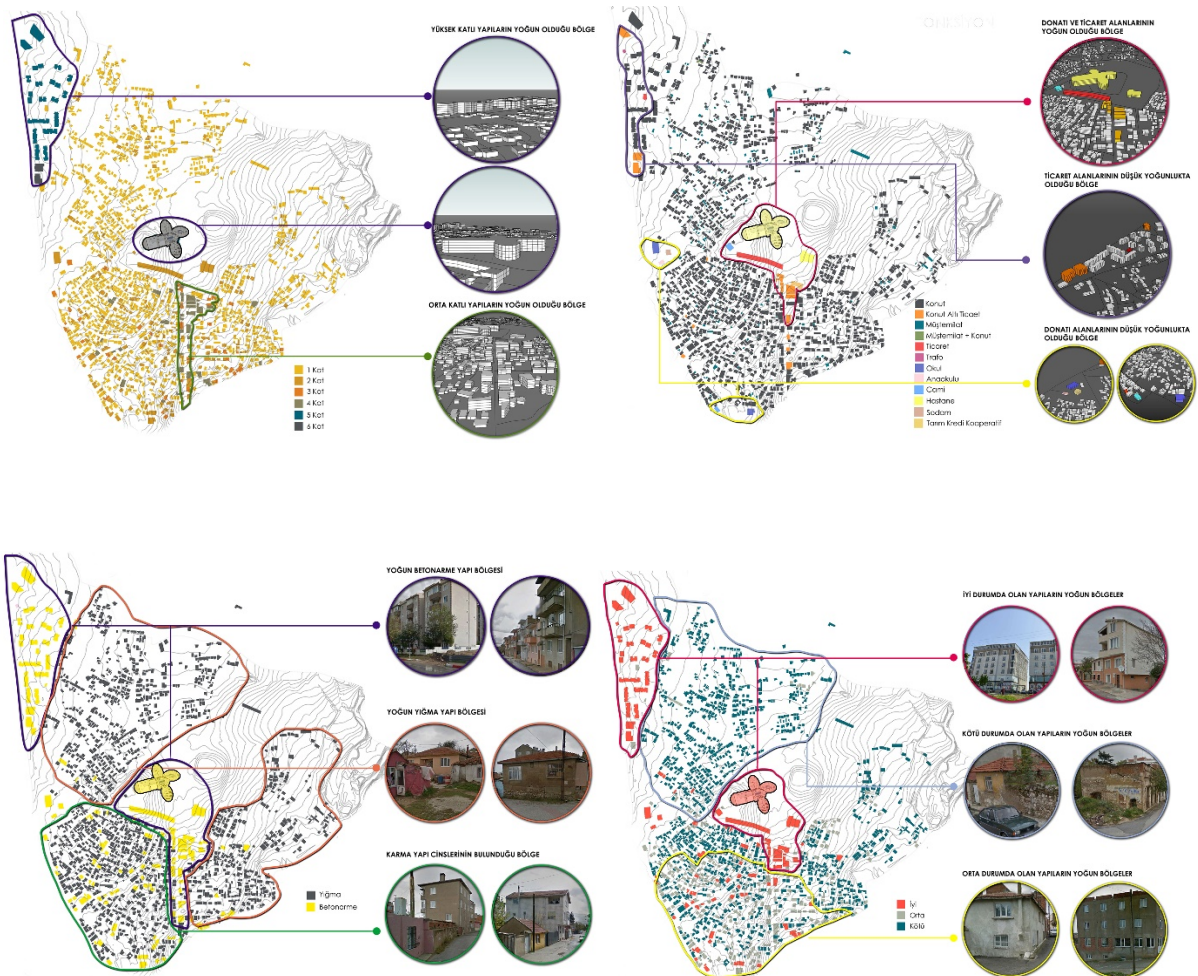 YÜKSEK KATLI YAPILARIN YOĞUN OLDUĞU BÖLGE
ORTA KATLI YAPILARIN YOĞUN OLDUĞU BÖLGE
1 Kat
2 Kat
3 Kat
4 Kat
5 Kat
6 Kat
DONATI VE TİCARET ALANLARININ
YOĞUN OLDUĞU BÖLGE
TİCARET ALANLARININ DÜŞÜK YOĞUNLUKTA
OLDUĞU BÖLGE
DONATI ALANLARININ DÜŞÜK YOĞUNLUKTA
OLDUĞU BÖLGE
Konut
Konut Altı Ticaret
Müştemilat
Müştemilat + Konut
Ticaret
Trafo
Okul
Anaokulu
Cami
Hastane
Sodam
Tarım Kredi Kooperatif
YOĞUN BETONARME YAPI BÖLGESİ
YOĞUN YIĞMA YAPI BÖLGESİ
KARMA YAPI CİNSLERİNİN BULUNDUĞU BÖLGE
Yığma
Betonarme
İYİ DURUMDA OLAN YAPILARIN YOĞUN BÖLGELER
KÖTÜ DURUMDA OLAN YAPILARIN YOĞUN BÖLGELER
ORTA DURUMDA OLAN YAPILARIN YOĞUN BÖLGELER
İyi
Orta
Kötü